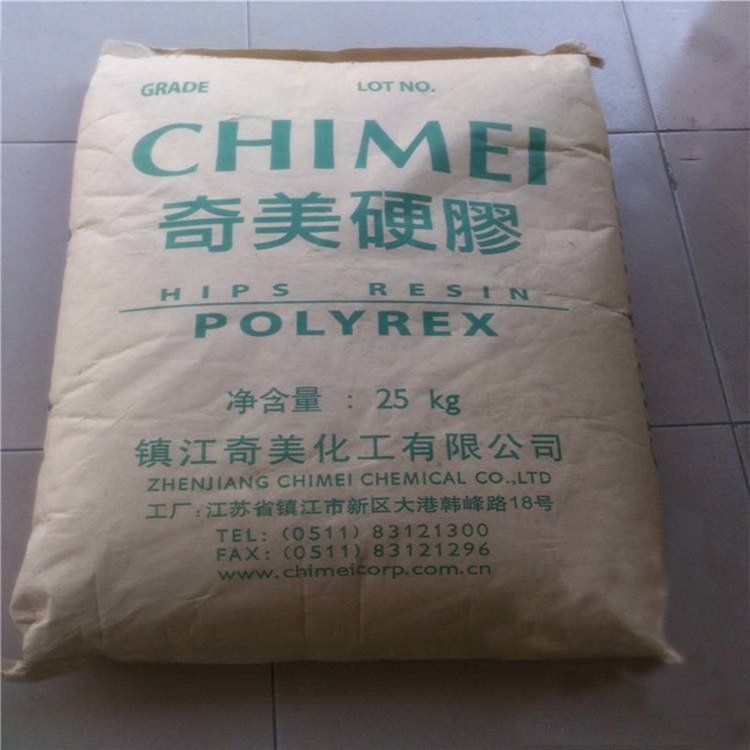 GRADE LOT NO.
CHIMEI
奇美硬膠
HIPS RESIN
POLYREX
净含量 : 25 kg
镇江奇美化工有限公司
ZHENJIANG CHIMEI CHEMICAL CO.,LTD
工厂:江苏省镇江市新区大港韩峰路18号
TEL: (0511) 83121300
FAX: (0511) 83121296
www.chimeicorp.com.cn